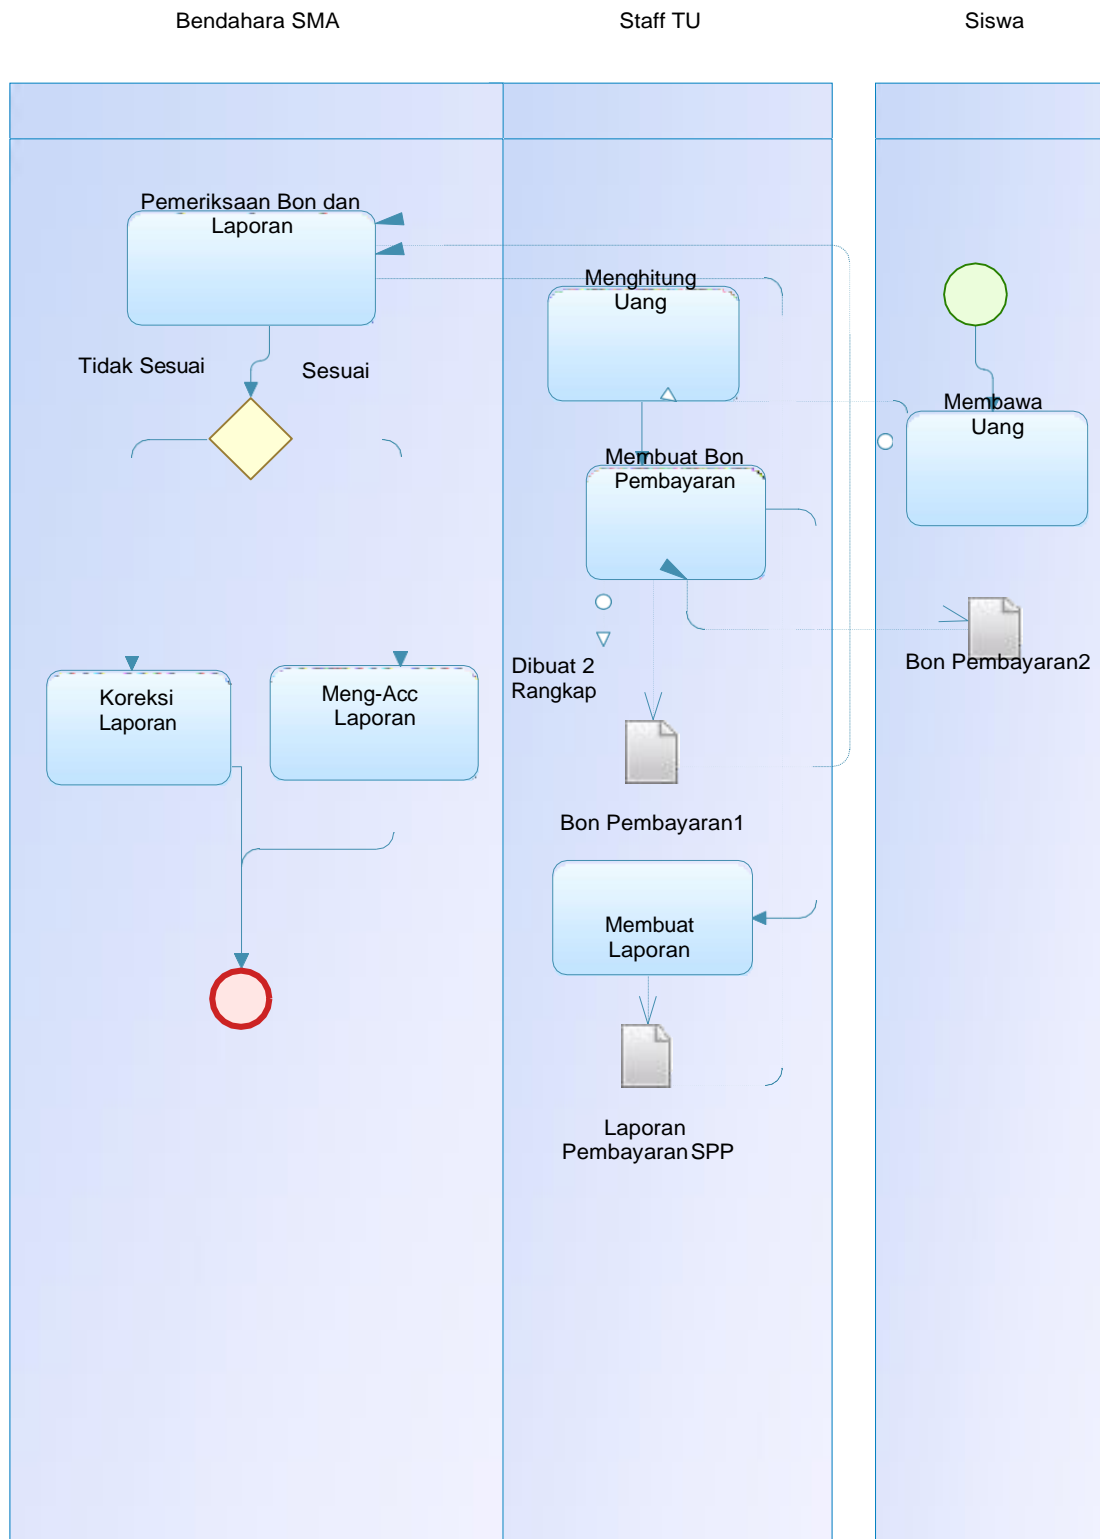 Bendahara SMA
Staff TU
Siswa
Pemeriksaan Bon dan
Laporan
Menghitung
Uang
Tidak Sesuai
Sesuai
Membawa
Uang
Membuat Bon
Pembayaran
Dibuat 2
Rangkap
Bon Pembayaran2
Koreksi
Laporan
Meng-Acc
Laporan
Bon Pembayaran1
Membuat
Laporan
Laporan
Pembayaran SPP